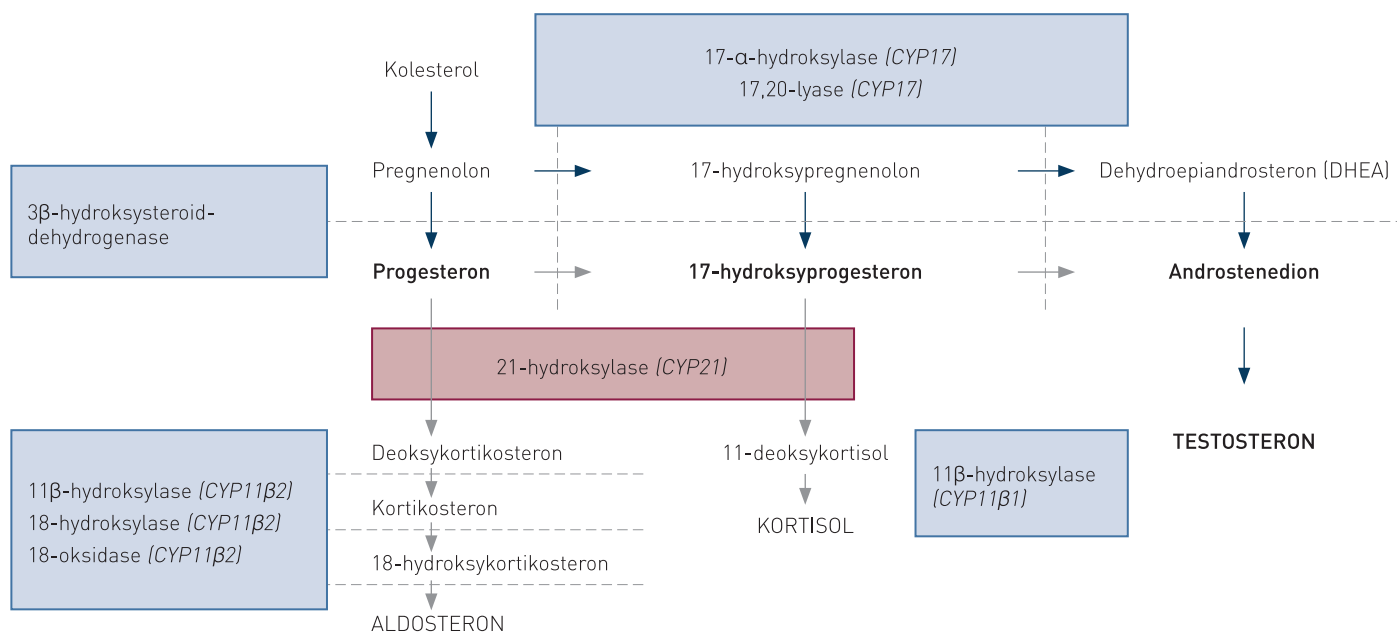 17-α-hydroksylase (CYP17)
17,20-lyase (CYP17)
Kolesterol
Pregnenolon
17-hydroksypregnenolon
Dehydroepiandrosteron (DHEA)
3β-hydroksysteroid-
dehydrogenase
Progesteron
17-hydroksyprogesteron
Androstenedion
21-hydroksylase (CYP21)
Deoksykortikosteron
11-deoksykortisol
TESTOSTERON
11β-hydroksylase (CYP11β2)
18-hydroksylase (CYP11β2)
18-oksidase (CYP11β2)
Kortikosteron
KORTISOL
11β-hydroksylase
(CYP11β1)
18-hydroksykortikosteron
ALDOSTERON